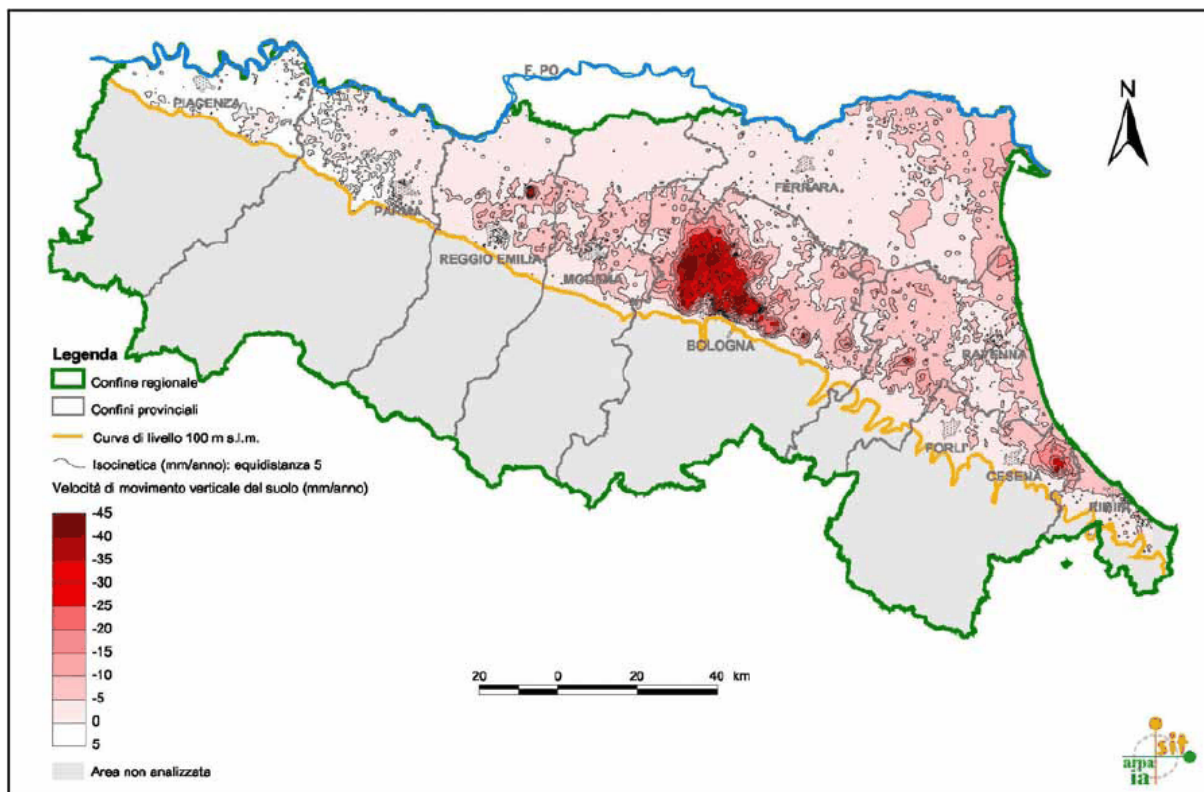 F. PO
N
PIACENZA
FERRARA
PARMA
REGGIO EMILIA
MODENA
BOLOGNA
RAVENNA
FORLI'
CESENA
RIMINI
Legenda
Confine regionale
Confini provinciali
Curva di livello 100 m s.l.m.
Isocinetica (mm/anno): equidistanza 5
Velocità di movimento verticale del suolo (mm/anno)
-45
-40
-35
-30
-25
-20
-15
-10
-5
0
5
Area non analizzata
20 0 20 40 km
sit
arpa
ia